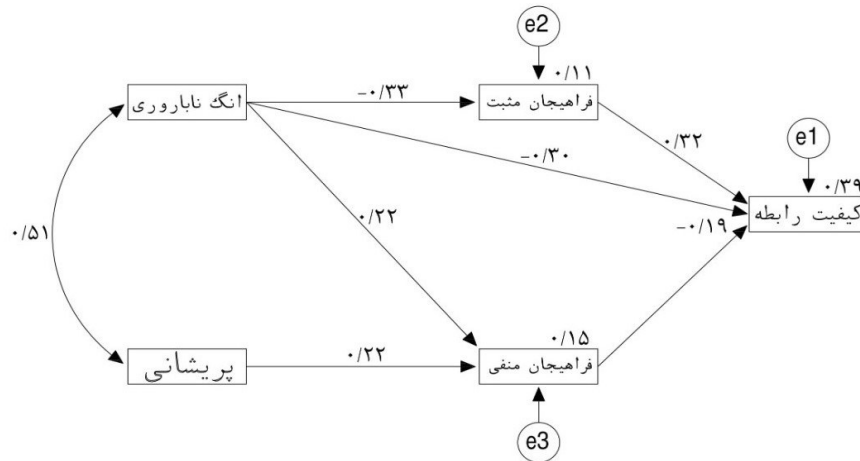 e2
۰/۱۱
انگ ناباروری
-۰/۳۳
فراهیجان مثبت
e1
۰/۳۲
-۰/۳۰
۰/۳۹
کیفیت رابطه
۰/۲۲
-۰/۱۹
۰/۵۱
۰/۱۵
پریشانی
۰/۲۲
فراهیجان منفی
e3